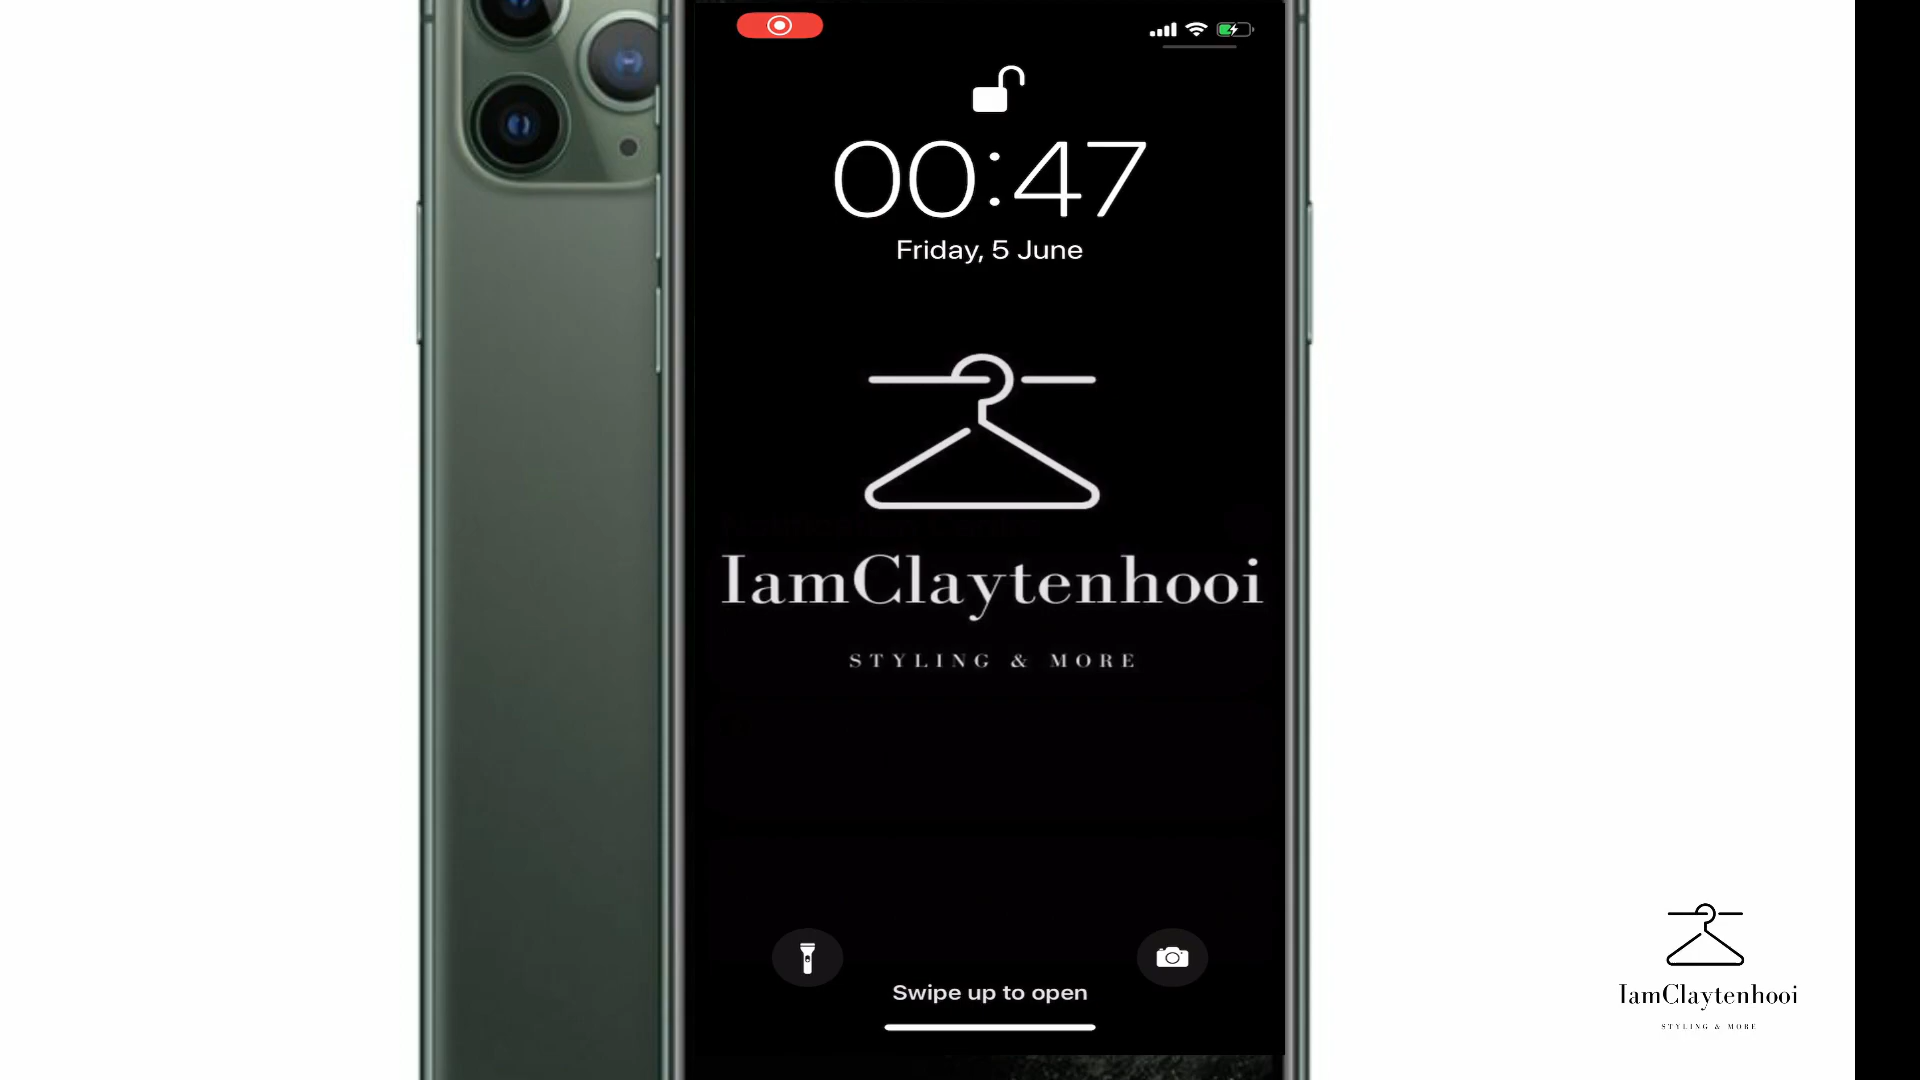 00:47
Friday, 5 June
IamClaytenhooi
STYLING & MORE
Swipe up to open
IamClaytenhooi
STYLING & MORE